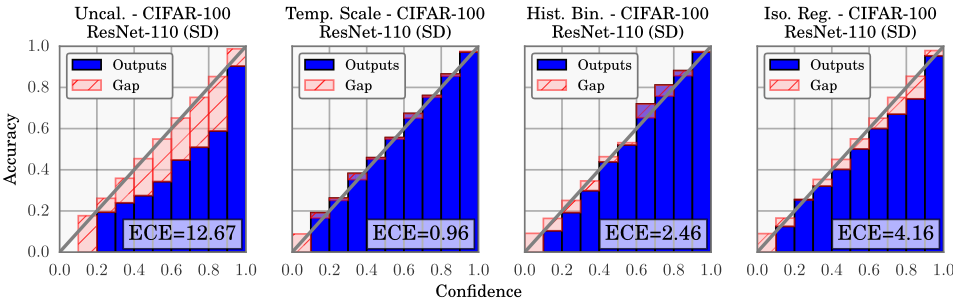 Uncal. - CIFAR-100
ResNet-110 (SD)
Temp. Scale - CIFAR-100
ResNet-110 (SD)
Hist. Bin. - CIFAR-100
ResNet-110 (SD)
Iso. Reg. - CIFAR-100
ResNet-110 (SD)
Accuracy
1.0
0.8
0.6
0.4
0.2
0.0
Outputs
Gap
ECE=12.67
0.0 0.2 0.4 0.6 0.8 1.0
Outputs
Gap
ECE=0.96
0.0 0.2 0.4 0.6 0.8 1.0
Outputs
Gap
ECE=2.46
0.0 0.2 0.4 0.6 0.8 1.0
Outputs
Gap
ECE=4.16
0.0 0.2 0.4 0.6 0.8 1.0
Confidence